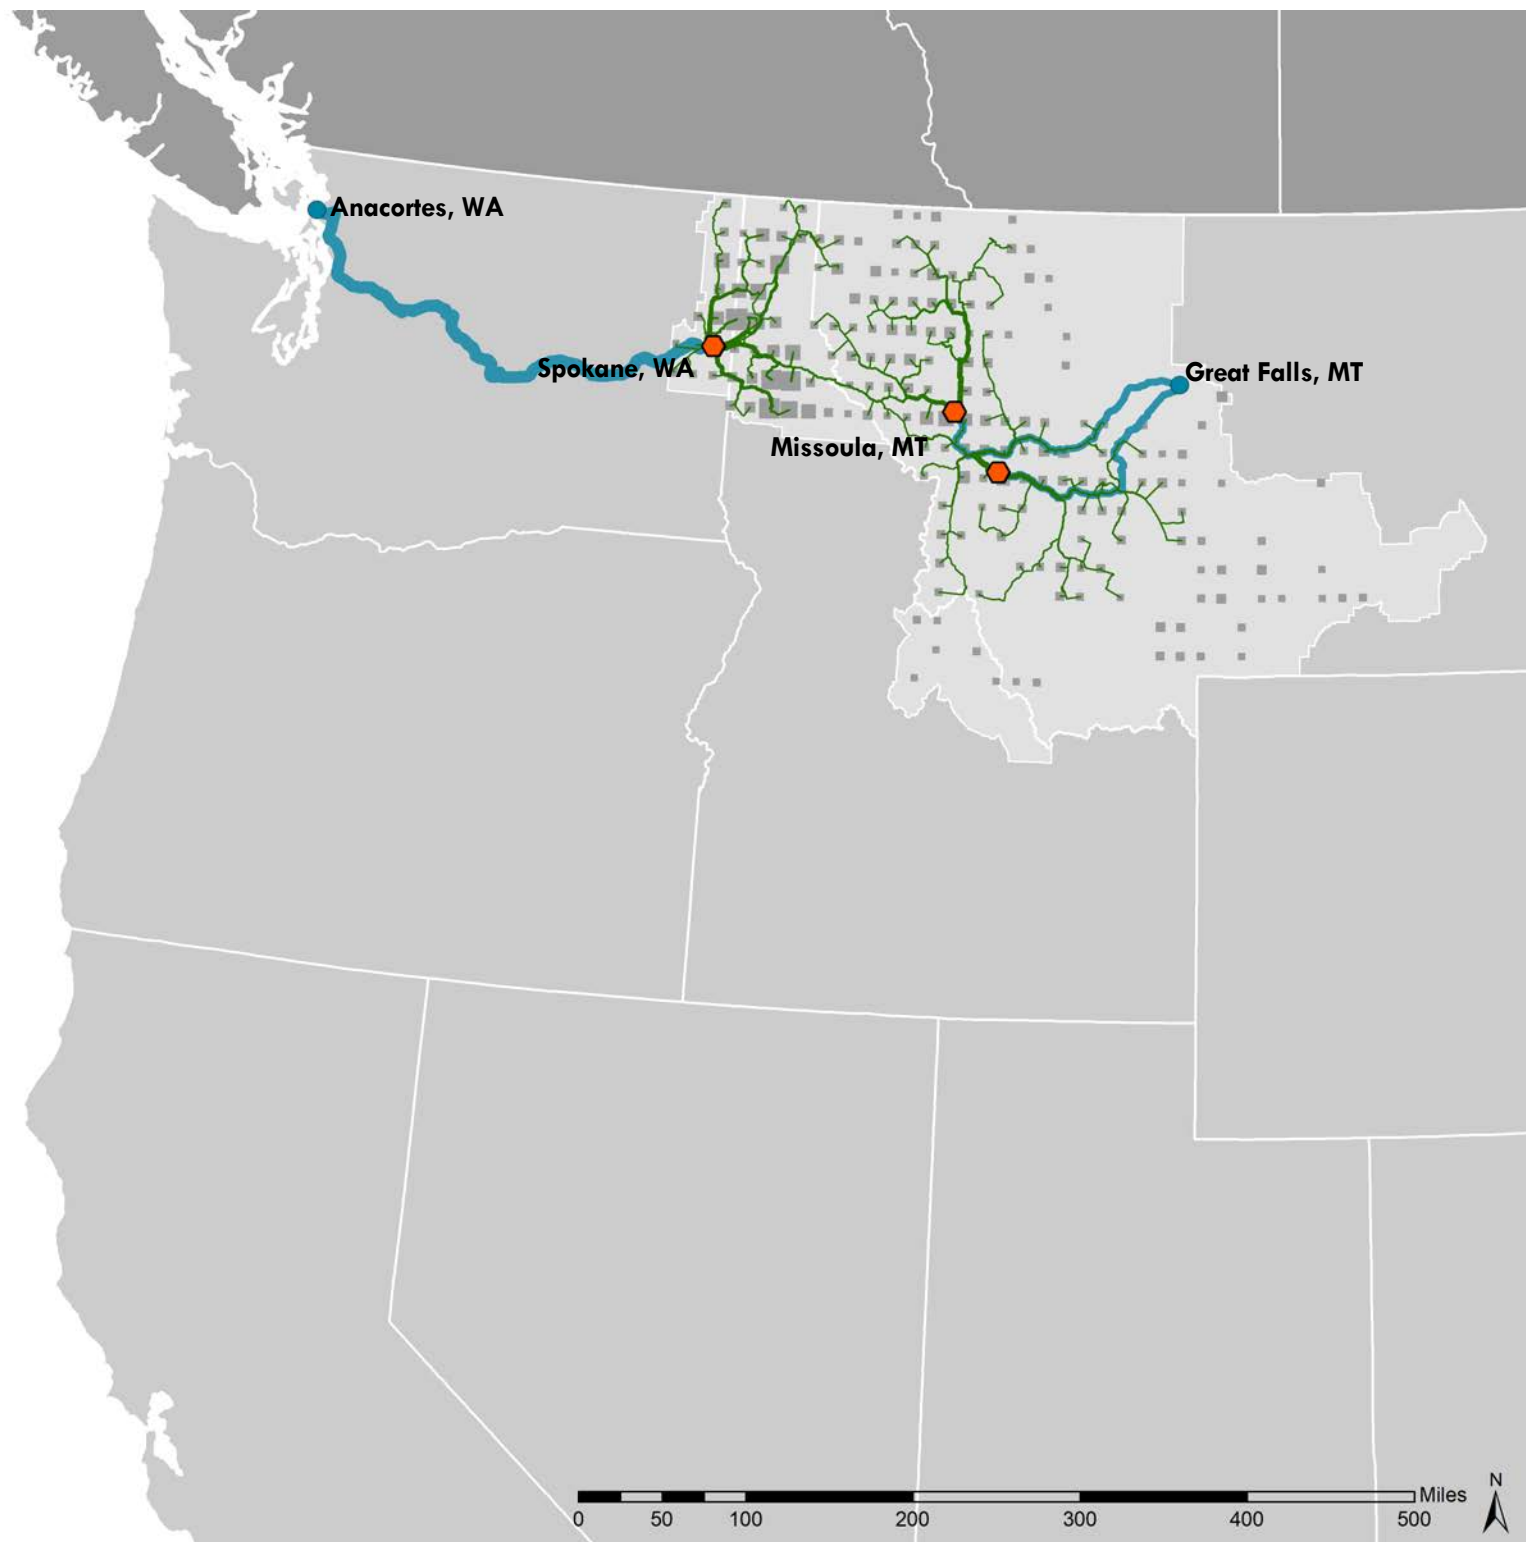 Anacortes, WA
Spokane, WA
Great Falls, MT
Missoula, MT
N
Miles
0 50 100 200 300 400 500